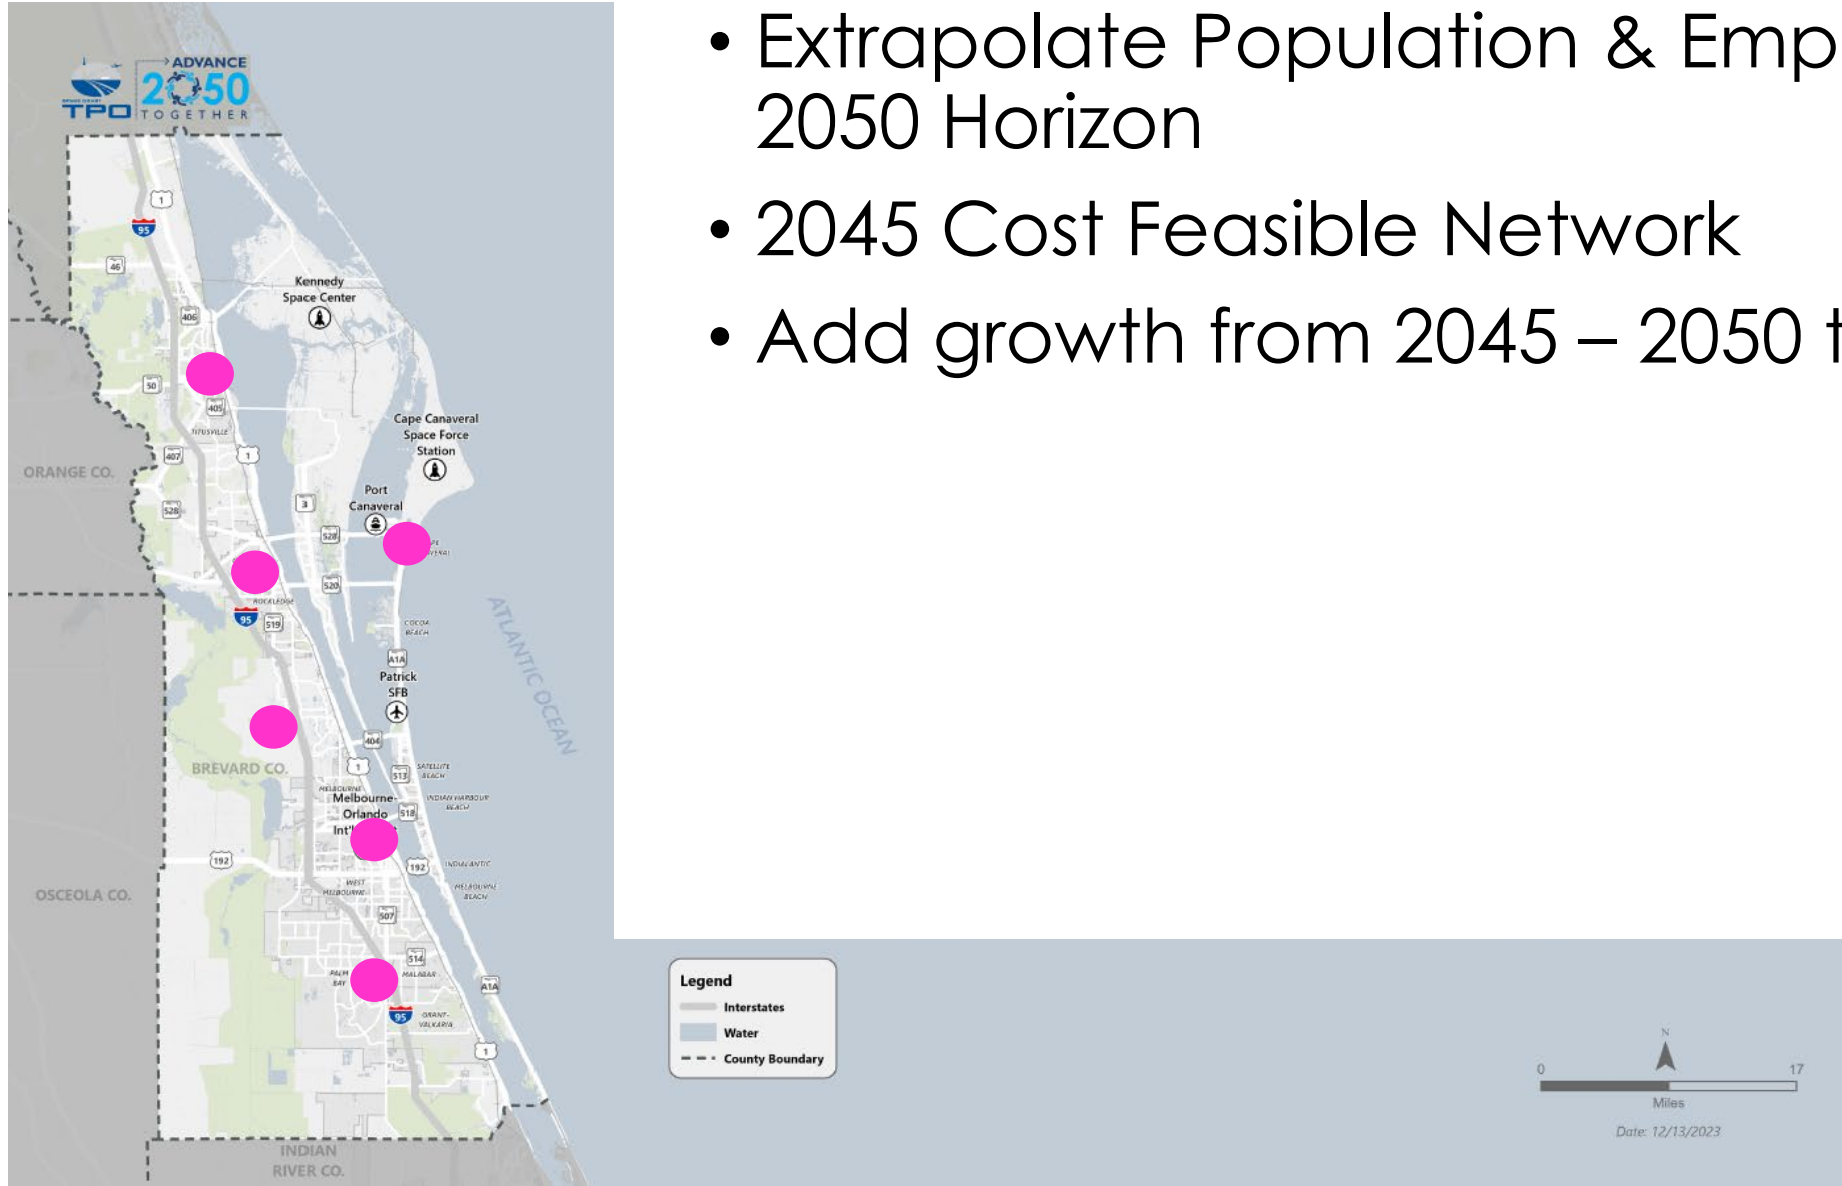 • Extrapolate Population & Emp
2050 Horizon
• 2045 Cost Feasible Network
• Add growth from 2045 – 2050 t
SPACE COAST
TPO
ADVANCE
2050
TOGETHER
1
95
46
Kennedy
Space Center
406
50
405
TITUSVILLE
Cape Canaveral
Space Force
Station
ORANGE CO.
407
1
Port
Canaveral
3
528
528
520
ROCKLEDGE
95
519
COCOA
BEACH
ATLANTIC OCEAN
A1A
Patrick
SFB
404
BREVARD CO.
1
513
SATELLITE
BEACH
MELBOURNE
Melbourne-
Orlando
Int'l
518
INDIAN HARBOUR
BEACH
192
192
INDIALANTIC
OSCEOLA CO.
WEST
MELBOURNE
MELBOURNE
BEACH
507
514
PALM
BAY
MALABAR
A1A
95
GRANT-
VALKARIA
1
INDIAN
RIVER CO.
Legend
Interstates
Water
County Boundary
N
0 17
Miles
Date: 12/13/2023